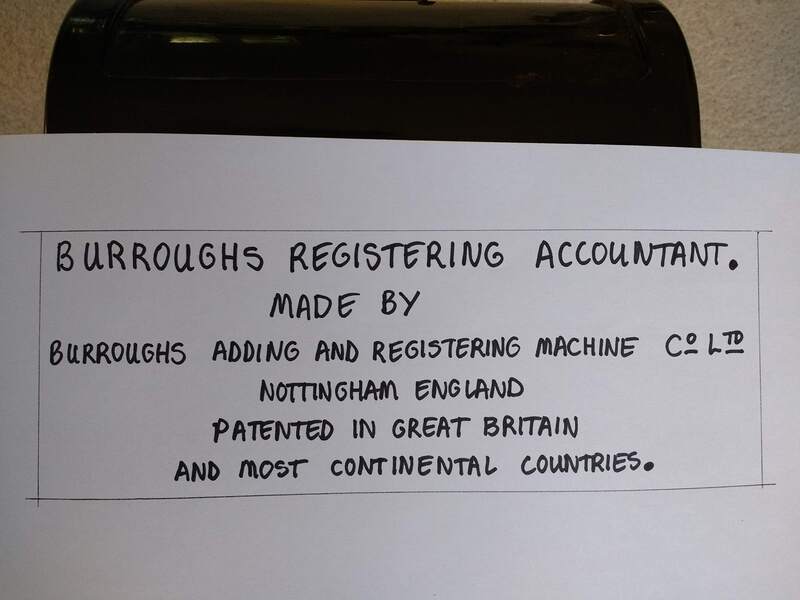 BURROUGHS REGISTERING ACCOUNTANT.
MADE BY
BURROUGHS ADDING AND REGISTERING MACHINE Cº LTD
NOTTINGHAM ENGLAND
PATENTED IN GREAT BRITAIN
AND MOST CONTINENTAL COUNTRIES.